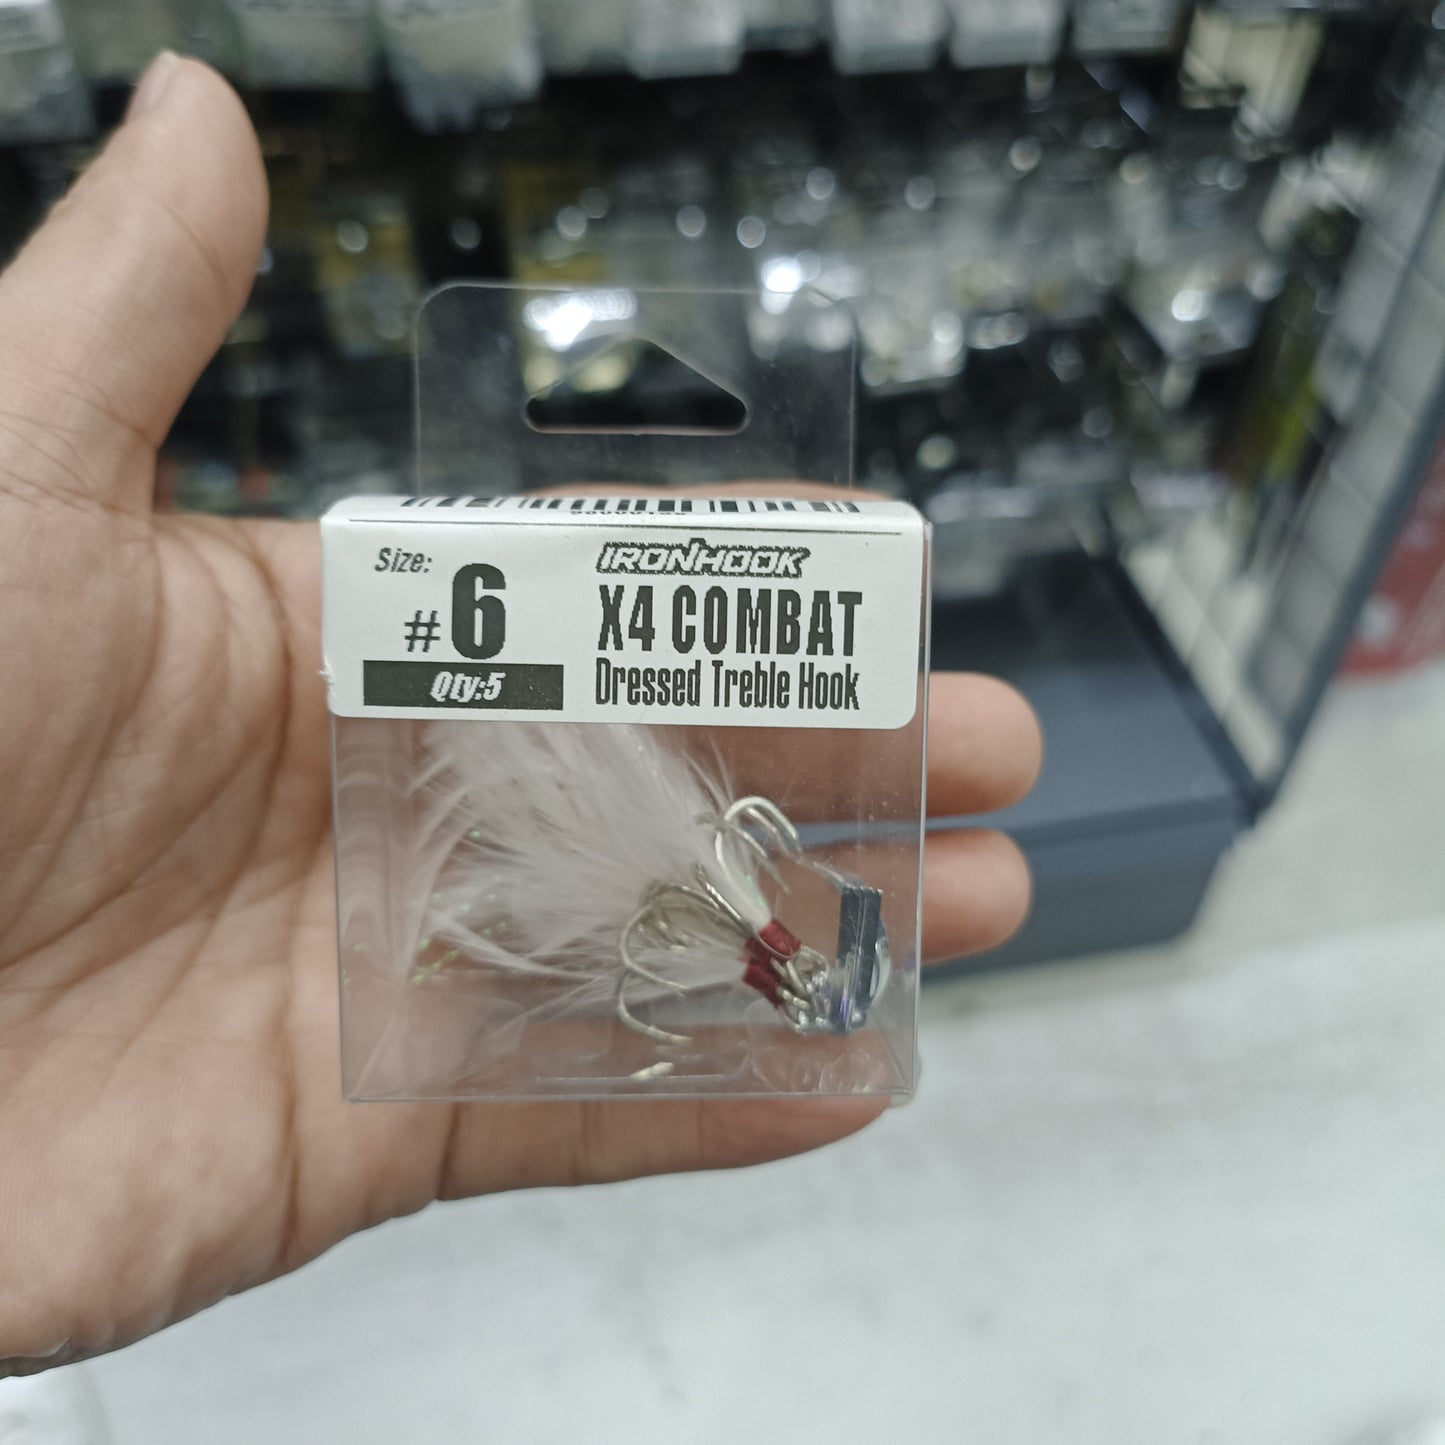 Size:
#6
Qty:5
IRONHOOK
X4 COMBAT
Dressed Treble Hook